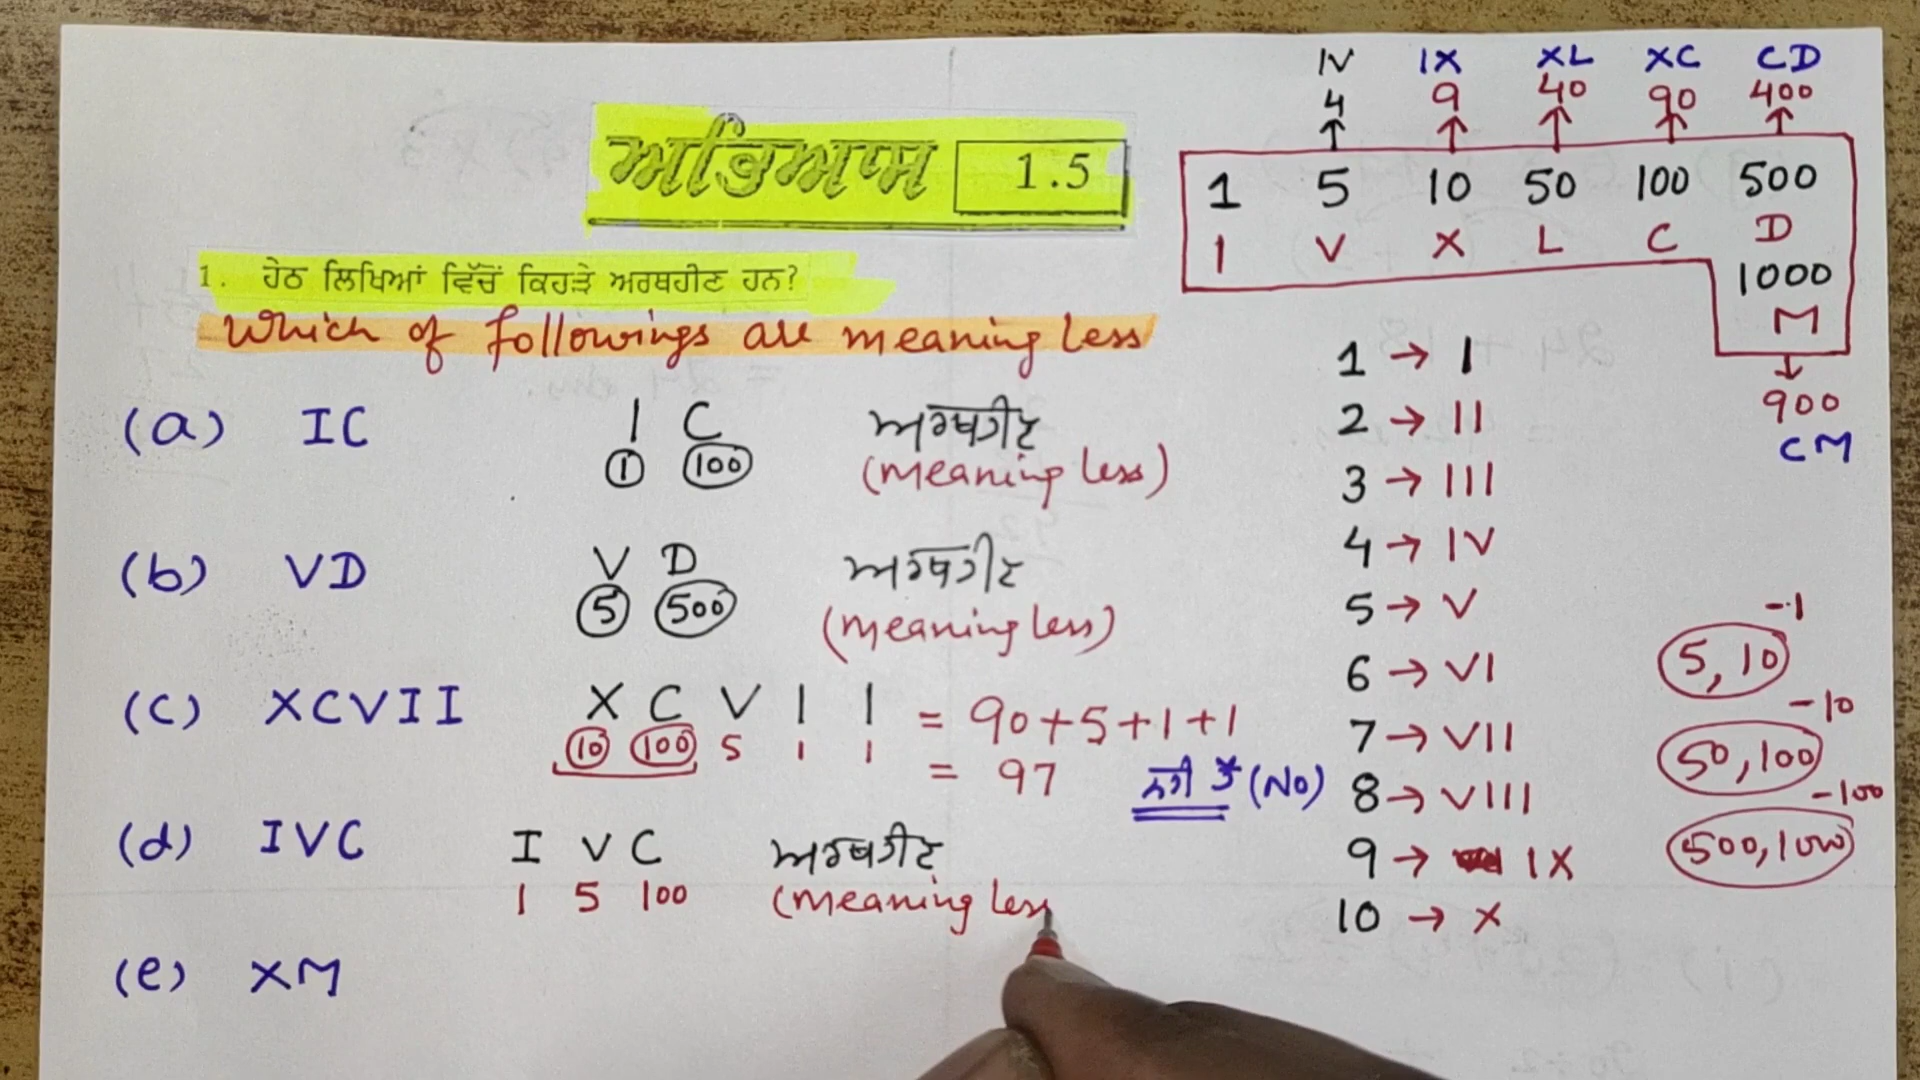 ਅਭਿਆਸ 1.5
1. ਹੇਠ ਲਿਖਿਆਂ ਵਿੱਚੋਂ ਕਿਹੜੇ ਅਰਥਹੀਣ ਹਨ?
Which of followings are meaning less
(a) IC I C ਅਰਥਹੀਣ
1 100 (meaning less)
(b) VD V D ਅਰਥਹੀਣ
5 500 (meaning less)
(c) XCVII X C V I I = 90+5+1+1
10 100 5 1 1 = 97 (NO)
(d) IVC I V C ਅਰਥਹੀਣ
1 5 100 (meaning less
(e) XM
IV IX XL XC CD
4 9 40 90 400
1 5 10 50 100 500
I V X L C D
1000
M
900
CM
1 → I
2 → II
3 → III
4 → IV
5 → V
6 → VI
7 → VII
8 → VIII
9 → IX
10 → X
-1
5, 10
-10
50, 100
-100
500, 1000